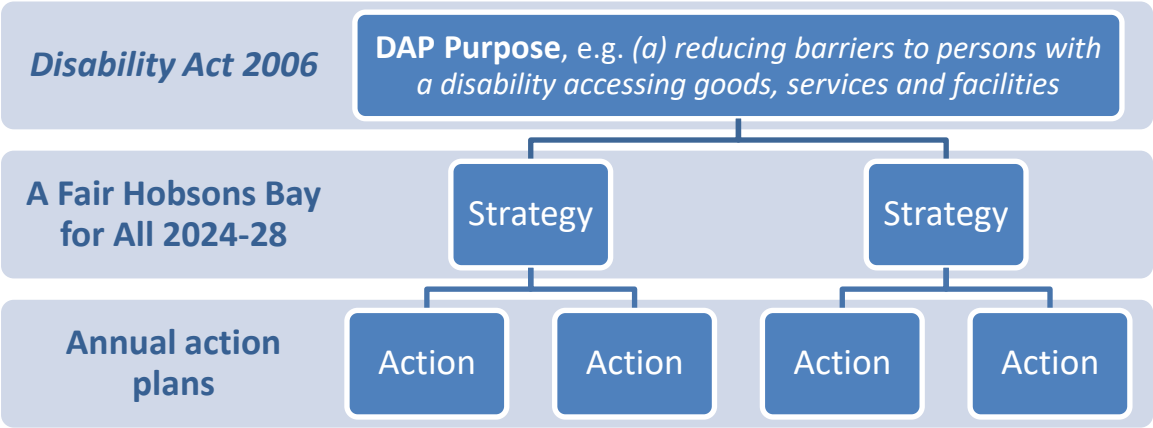 Disability Act 2006
DAP Purpose, e.g. (a) reducing barriers to persons with
a disability accessing goods, services and facilities
A Fair Hobsons Bay
for All 2024-28
Strategy
Strategy
Annual action
plans
Action
Action
Action
Action